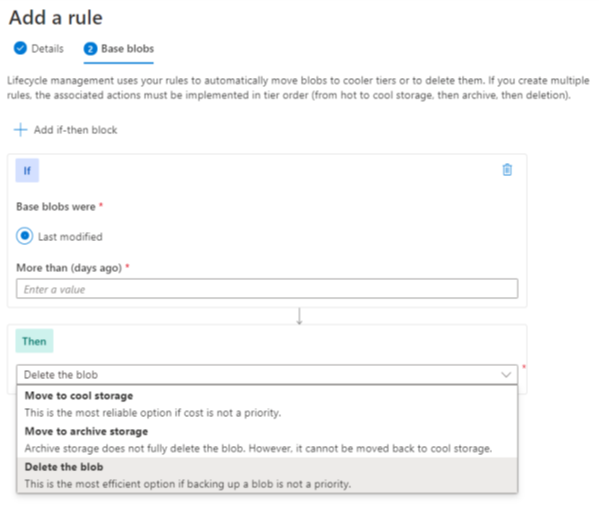 Add a rule
Details
2 Base blobs
Lifecycle management uses your rules to automatically move blobs to cooler tiers or to delete them. If you create multiple
rules, the associated actions must be implemented in tier order (from hot to cool storage, then archive, then deletion).
+ Add if-then block
If
Base blobs were *
Last modified
More than (days ago) *
Enter a value
Then
Delete the blob *
Move to cool storage
This is the most reliable option if cost is not a priority.
Move to archive storage
Archive storage does not fully delete the blob. However, it cannot be moved back to cool storage.
Delete the blob
This is the most efficient option if backing up a blob is not a priority.